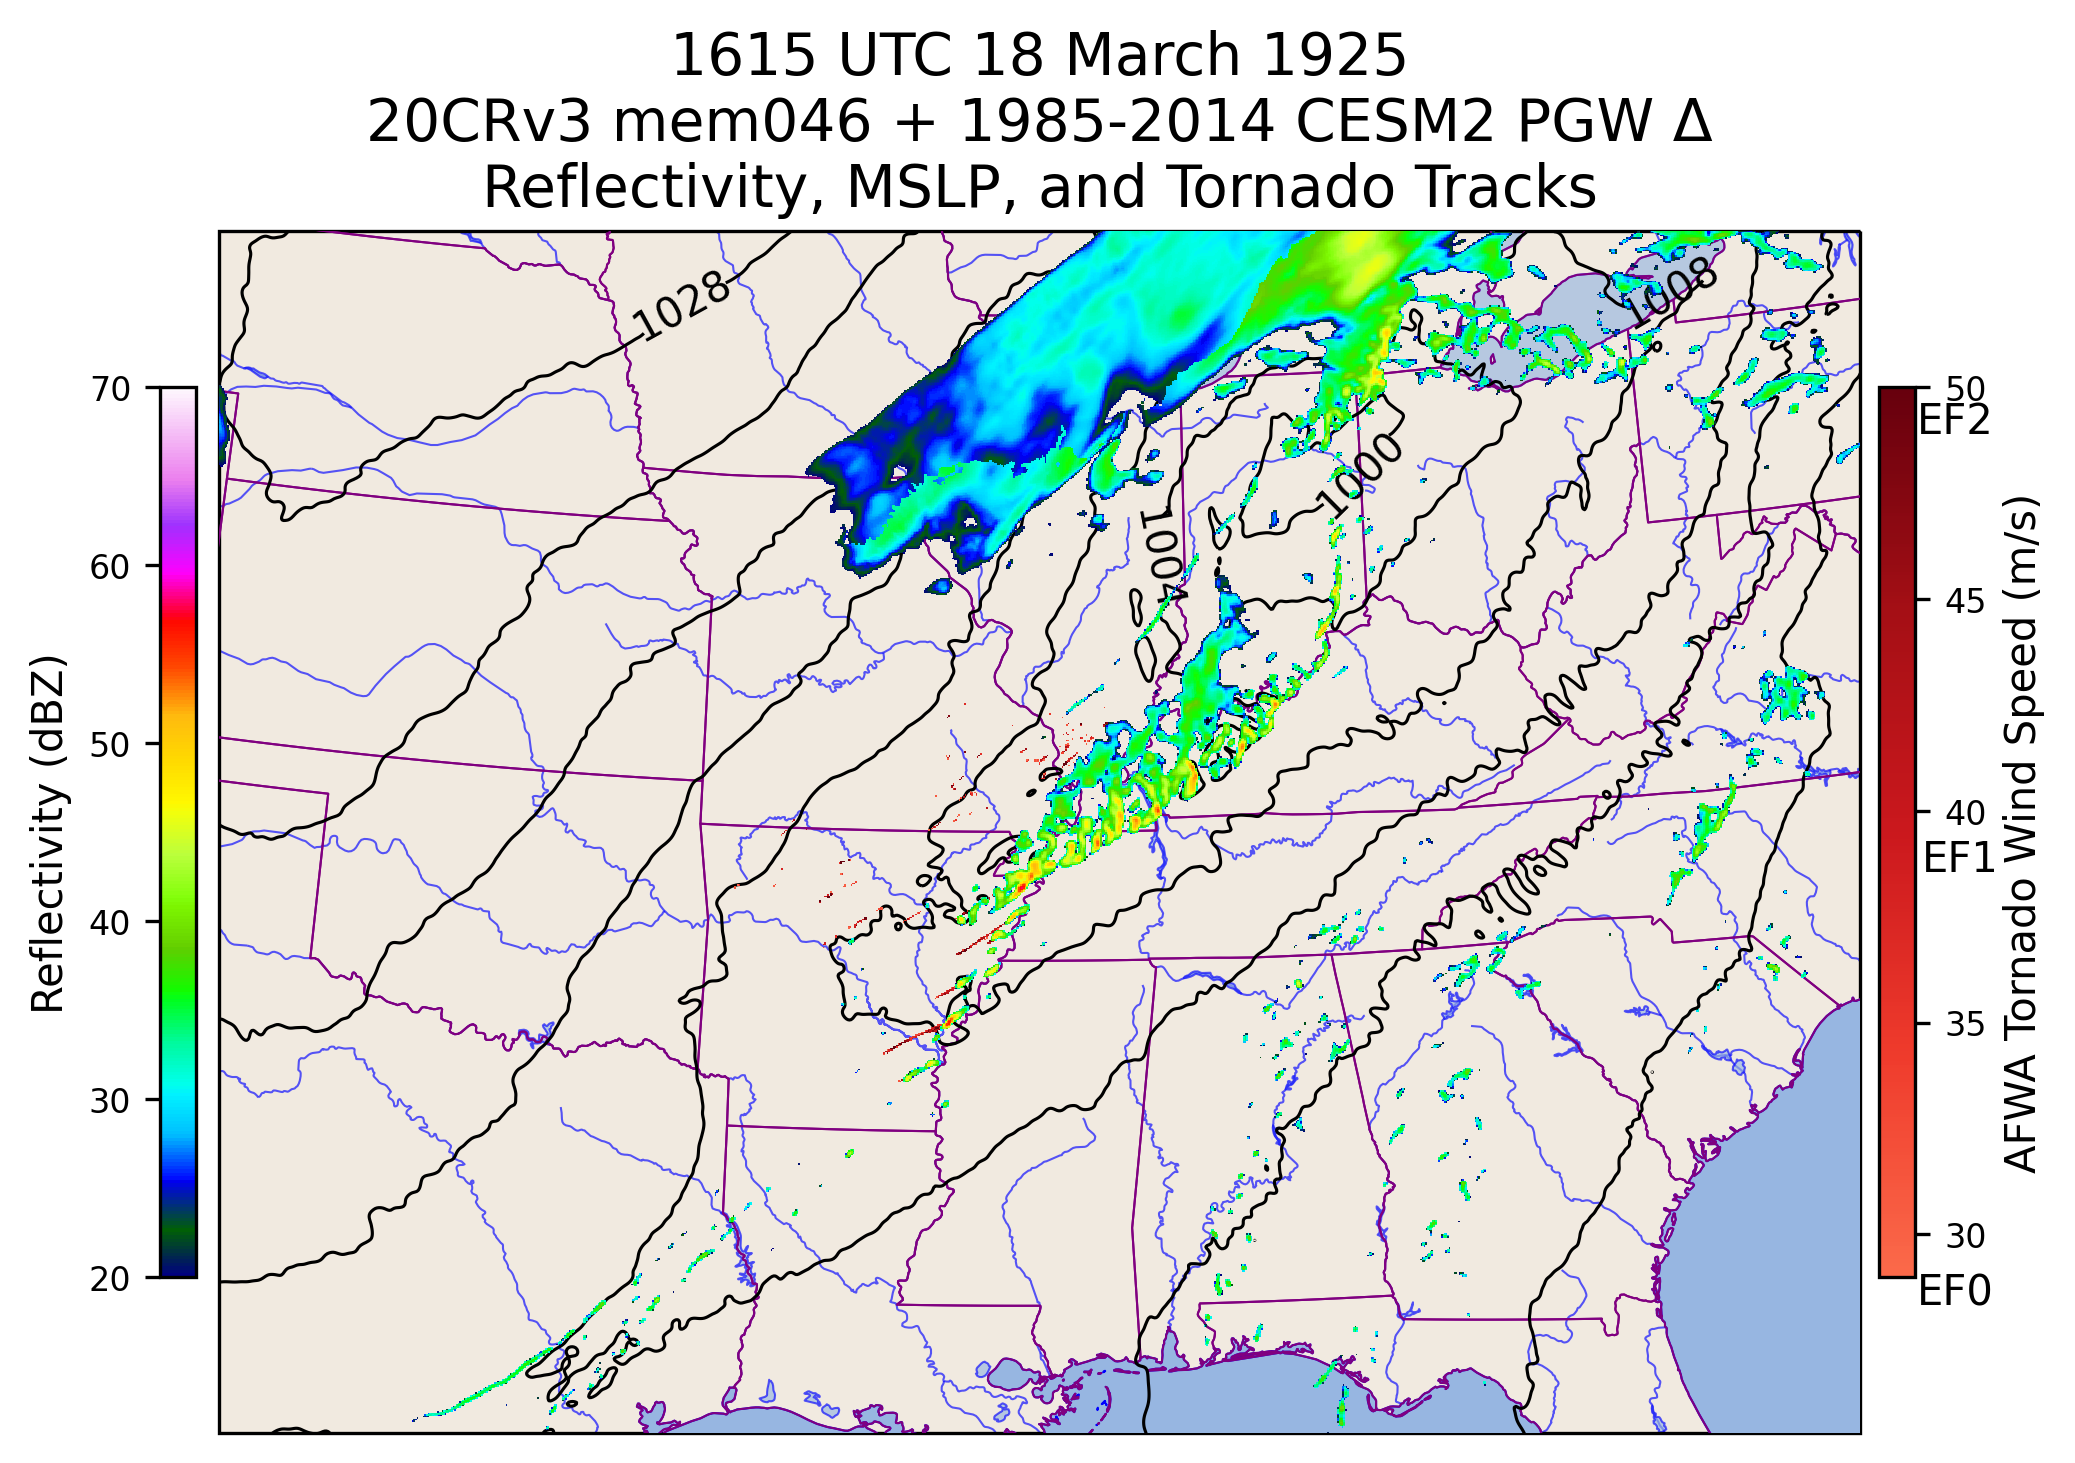 1615 UTC 18 March 1925
20CRv3 mem046 + 1985-2014 CESM2 PGW Δ
Reflectivity, MSLP, and Tornado Tracks
1028
1008
1000
1004
70
60
50
40
30
20
Reflectivity (dBZ)
50
EF2
45
40
EF1
35
30
EF0
AFWA Tornado Wind Speed (m/s)